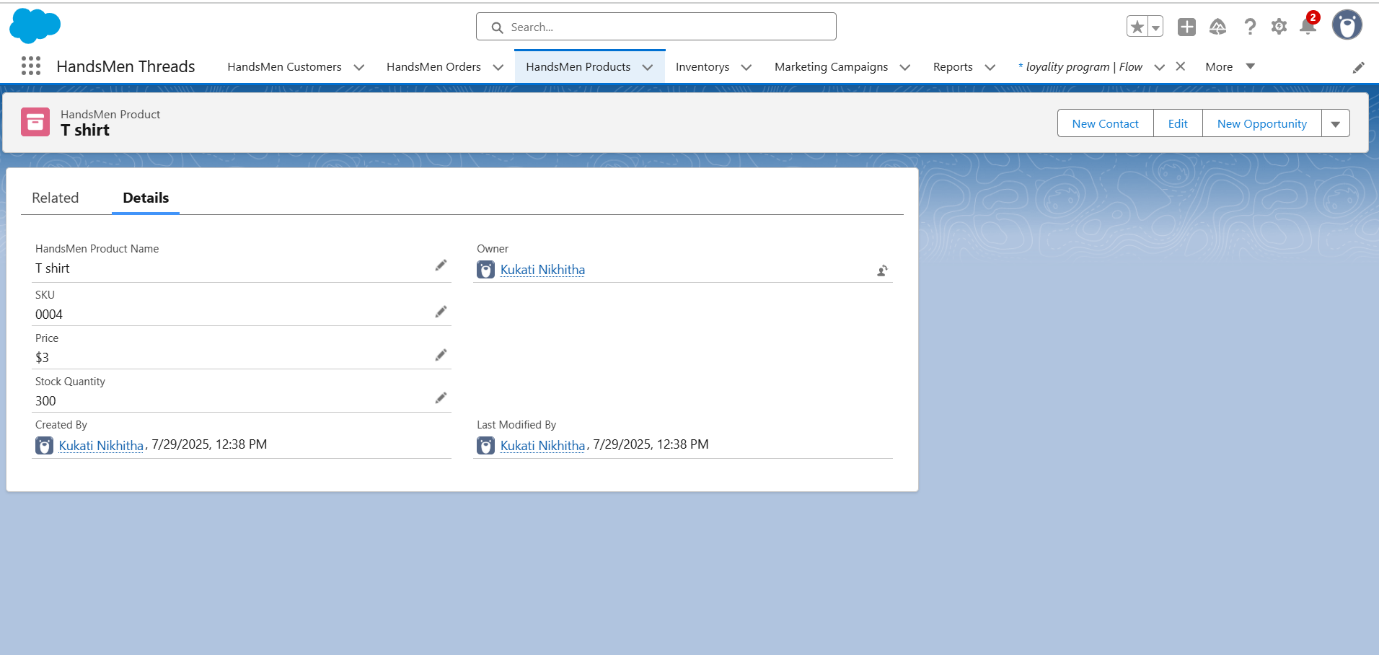 Search...
2
HandsMen Threads HandsMen Customers HandsMen Orders HandsMen Products Inventorys Marketing Campaigns Reports * loyality program | Flow More
HandsMen Product
T shirt
New Contact Edit New Opportunity
Related Details
HandsMen Product Name Owner
T shirt Kukati Nikhitha
SKU
0004
Price
$3
Stock Quantity
300
Created By Last Modified By
Kukati Nikhitha, 7/29/2025, 12:38 PM Kukati Nikhitha, 7/29/2025, 12:38 PM